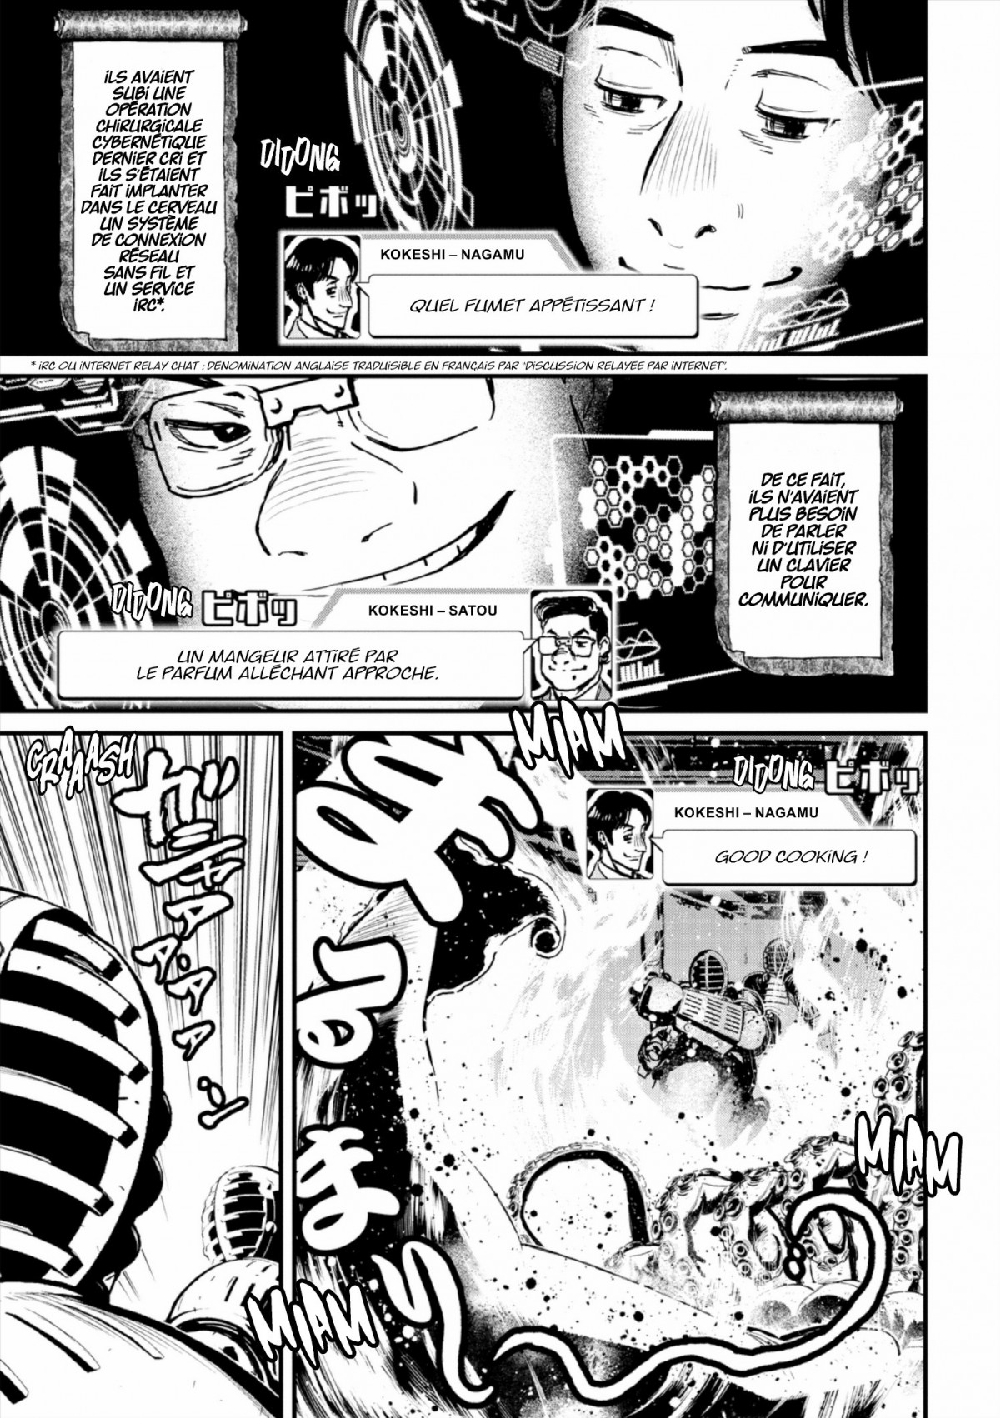 ILS AVAIENT
SUBI UNE
OPÉRATION
CHIRURGICALE
CYBERNÉTIQUE
DERNIER CRI ET
ILS S'ÉTAIENT
FAIT IMPLANTER
DANS LE CERVEAU
UN SYSTÈME
DE CONNEXION
RÉSEAU
SANS FIL ET
UN SERVICE
IRC*.
DIDONG
ピボッ
KOKESHI – NAGAMU
QUEL FUMET APPÉTISSANT !
* IRC OU INTERNET RELAY CHAT : DÉNOMINATION ANGLAISE TRADUISIBLE EN FRANÇAIS PAR "DISCUSSION RELAYÉE PAR INTERNET".
DE CE FAIT,
ILS N'AVAIENT
PLUS BESOIN
DE PARLER
NI D'UTILISER
UN CLAVIER
POUR
COMMUNIQUER.
DIDONG
ピボッ
KOKESHI – SATOU
UN MANGEUR ATTIRÉ PAR
LE PARFUM ALLÉCHANT APPROCHE.
MIAM
DIDONG
ピボッ
KOKESHI – NAGAMU
GOOD COOKING !
MIAM
MIAM
CRAAAASH